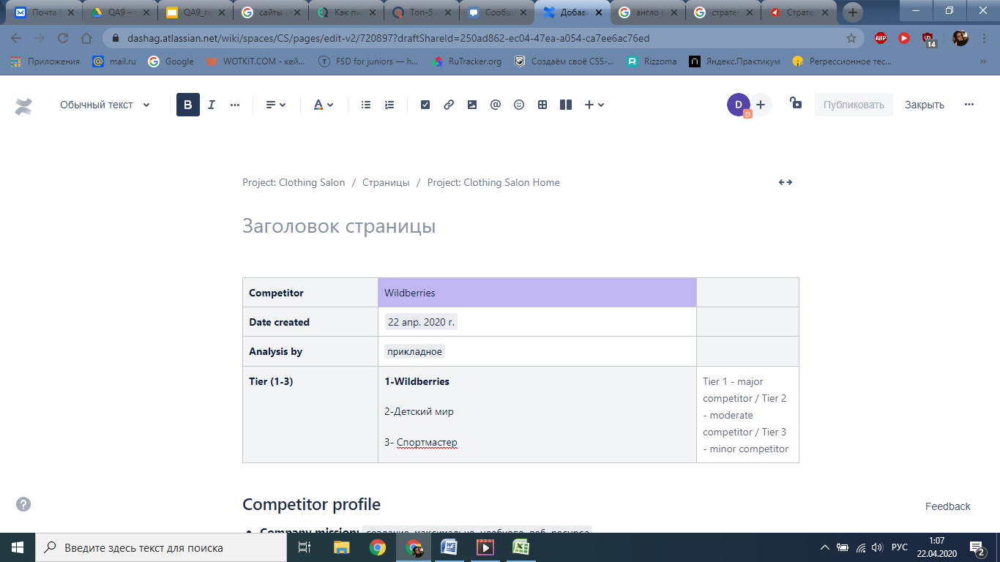 Почта
QA9 –
QA9_пр
сайты
Как пи
Топ-5
Сообщ
Добав
англо р
страте
Страте
dashag.atlassian.net/wiki/spaces/CS/pages/edit-v2/720897?draftShareId=250ad862-ec04-47ea-a054-ca7ee6ac76ed
ABP
14
Приложения
mail.ru
Google
WOTKIT.COM - кей...
FSD for juniors — h...
RuTracker.org
Создаём своё CSS-...
Rizzoma
Яндекс.Практикум
Регрессионное тес...
Обычный текст
D
D
Публиковать
Закрыть
Project: Clothing Salon / Страницы / Project: Clothing Salon Home
Заголовок страницы
Competitor
Wildberries
Date created
22 апр. 2020 г.
Analysis by
прикладное
Tier (1-3)
1-Wildberries
2-Детский мир
3- Спортмастер
Tier 1 - major
competitor / Tier 2
- moderate
competitor / Tier 3
- minor competitor
Competitor profile
Company mission: создание максимально удобного веб-ресурса
Feedback
Введите здесь текст для поиска
РУС
1:07
22.04.2020
2